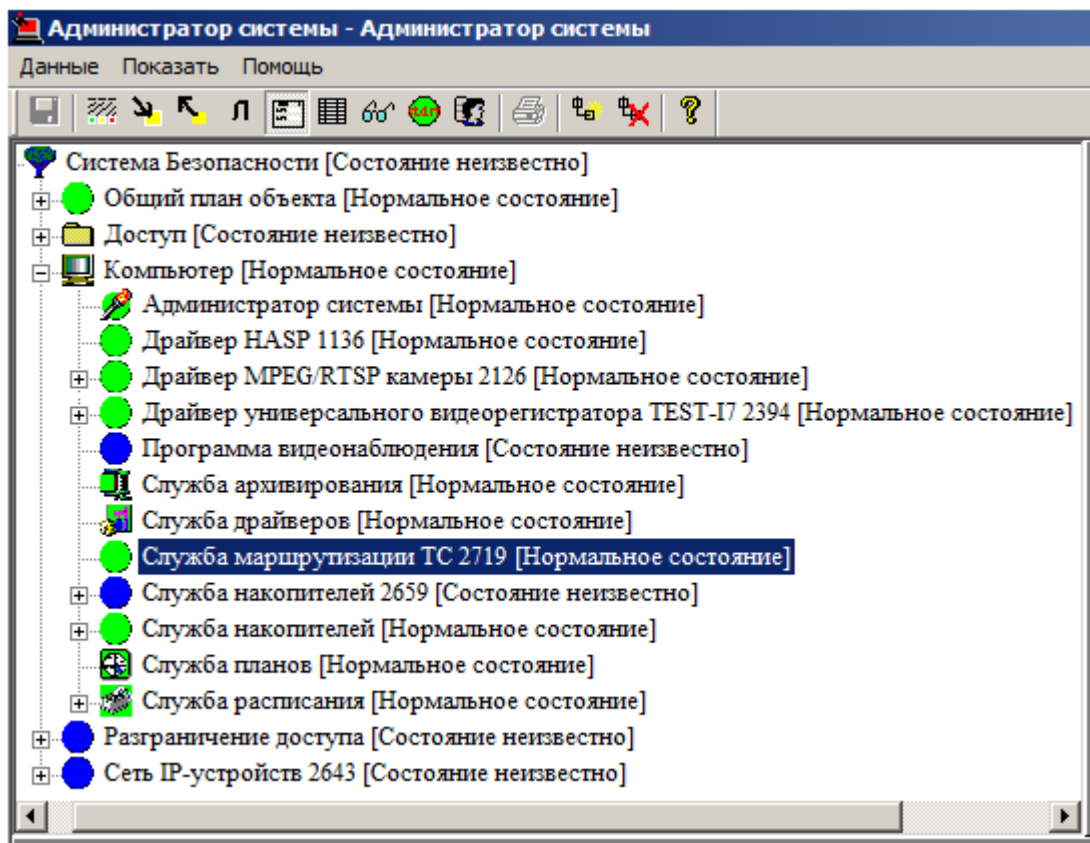 Администратор системы - Администратор системы
Данные Показать Помощь
Л
Система Безопасности [Состояние неизвестно]
Общий план объекта [Нормальное состояние]
Доступ [Состояние неизвестно]
Компьютер [Нормальное состояние]
Администратор системы [Нормальное состояние]
Драйвер HASP 1136 [Нормальное состояние]
Драйвер MPEG/RTSP камеры 2126 [Нормальное состояние]
Драйвер универсального видеорегистратора TEST-I7 2394 [Нормальное состояние]
Программа видеонаблюдения [Состояние неизвестно]
Служба архивирования [Нормальное состояние]
Служба драйверов [Нормальное состояние]
Служба маршрутизации ТС 2719 [Нормальное состояние]
Служба накопителей 2659 [Состояние неизвестно]
Служба накопителей [Нормальное состояние]
Служба планов [Нормальное состояние]
Служба расписания [Нормальное состояние]
Разграничение доступа [Состояние неизвестно]
Сеть IP-устройств 2643 [Состояние неизвестно]